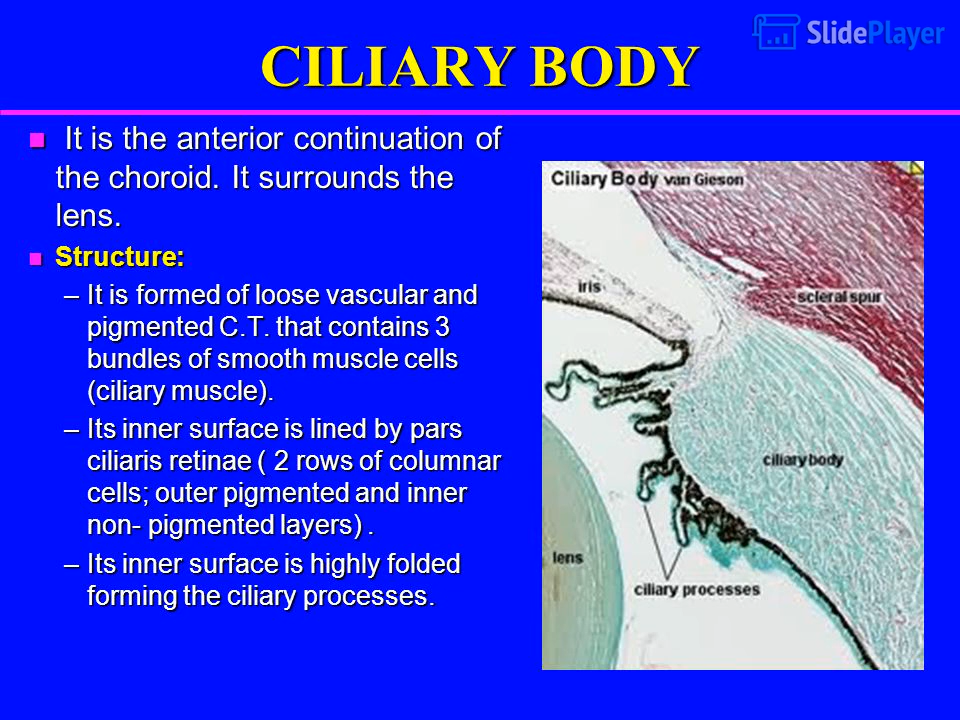 SlidePlayer
CILIARY BODY
It is the anterior continuation of
the choroid. It surrounds the
lens.
Structure:
– It is formed of loose vascular and
pigmented C.T. that contains 3
bundles of smooth muscle cells
(ciliary muscle).
– Its inner surface is lined by pars
ciliaris retinae ( 2 rows of columnar
cells; outer pigmented and inner
non- pigmented layers) .
– Its inner surface is highly folded
forming the ciliary processes.
Ciliary Body van Gieson
iris
scleral spur
ciliary body
lens
ciliary processes